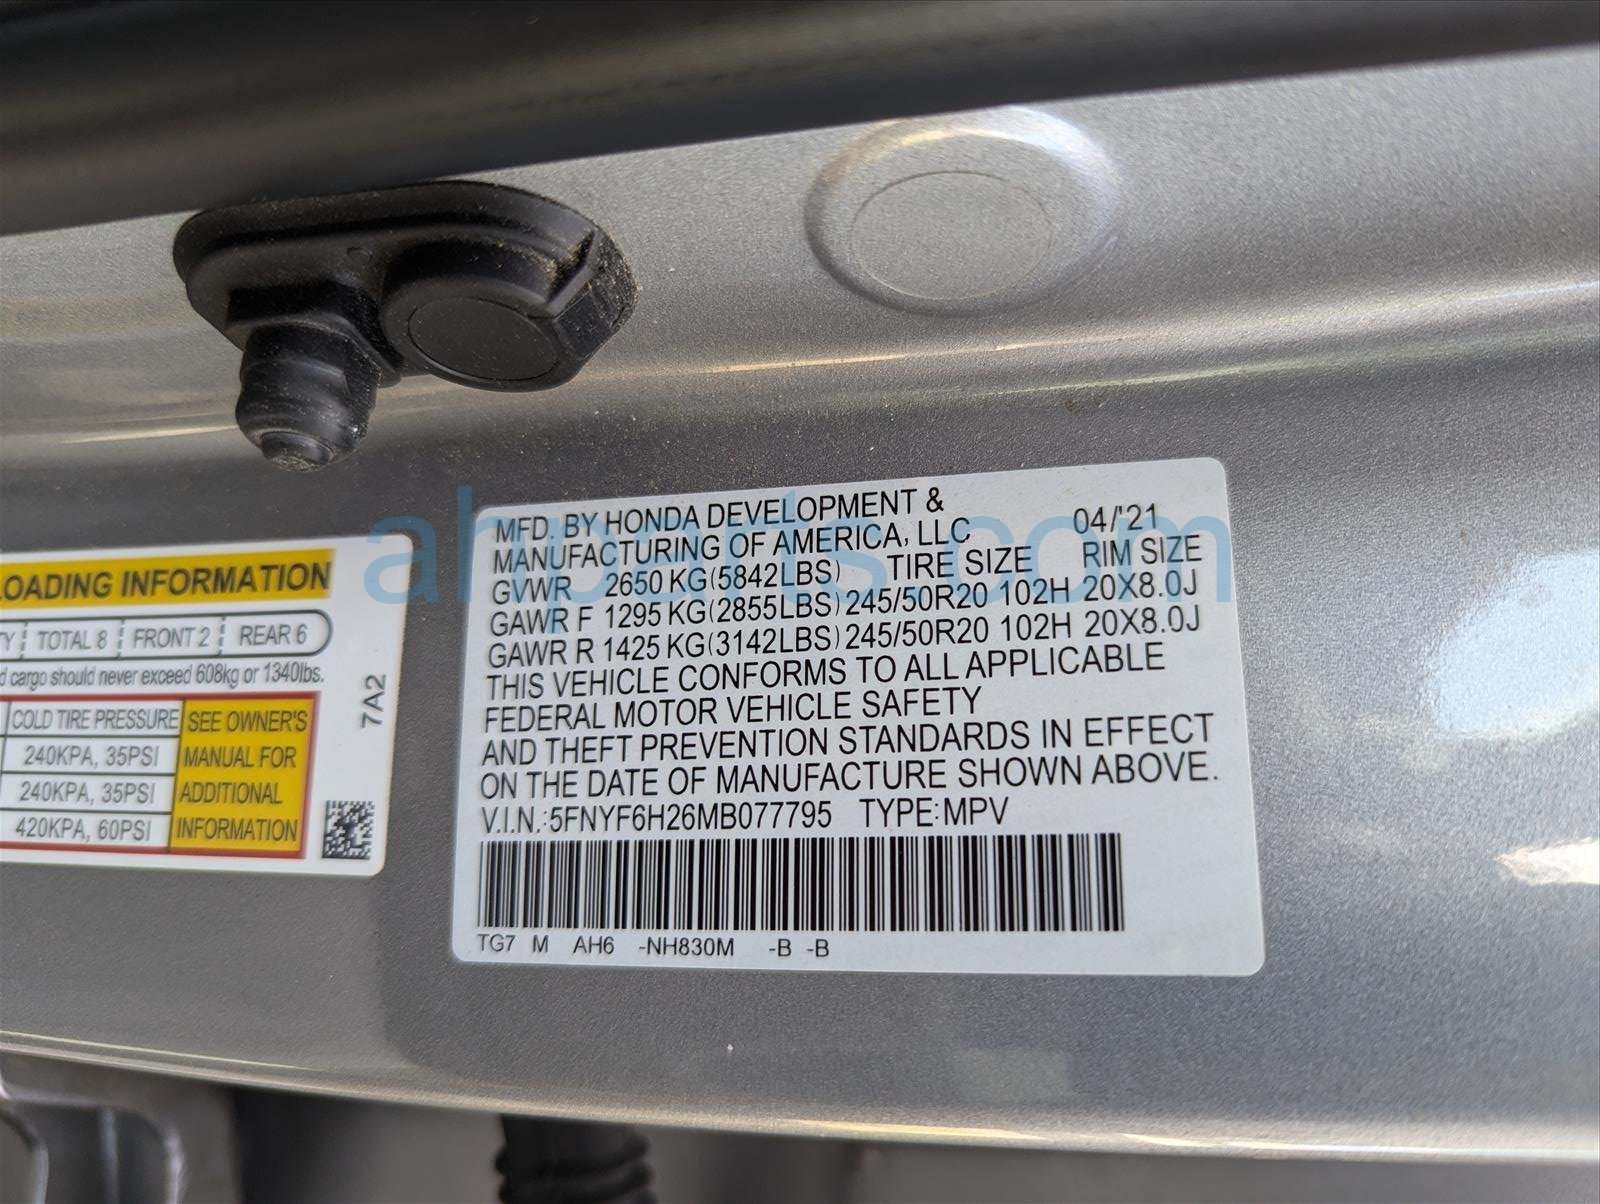 LOADING INFORMATION
TOTAL 8 FRONT 2 REAR 6
cargo should never exceed 608kg or 1340lbs.
COLD TIRE PRESSURE
240KPA, 35PSI
240KPA, 35PSI
420KPA, 60PSI
SEE OWNER'S
MANUAL FOR
ADDITIONAL
INFORMATION
7A2
MFD. BY HONDA DEVELOPMENT &
MANUFACTURING OF AMERICA, LLC 04/'21
GVWR 2650 KG(5842LBS) TIRE SIZE RIM SIZE
GAWR F 1295 KG(2855LBS) 245/50R20 102H 20X8.0J
GAWR R 1425 KG(3142LBS) 245/50R20 102H 20X8.0J
THIS VEHICLE CONFORMS TO ALL APPLICABLE
FEDERAL MOTOR VEHICLE SAFETY
AND THEFT PREVENTION STANDARDS IN EFFECT
ON THE DATE OF MANUFACTURE SHOWN ABOVE.
V.I.N.:5FNYF6H26MB077795 TYPE:MPV
TG7 M AH6 -NH830M -B -B
ahparts.com